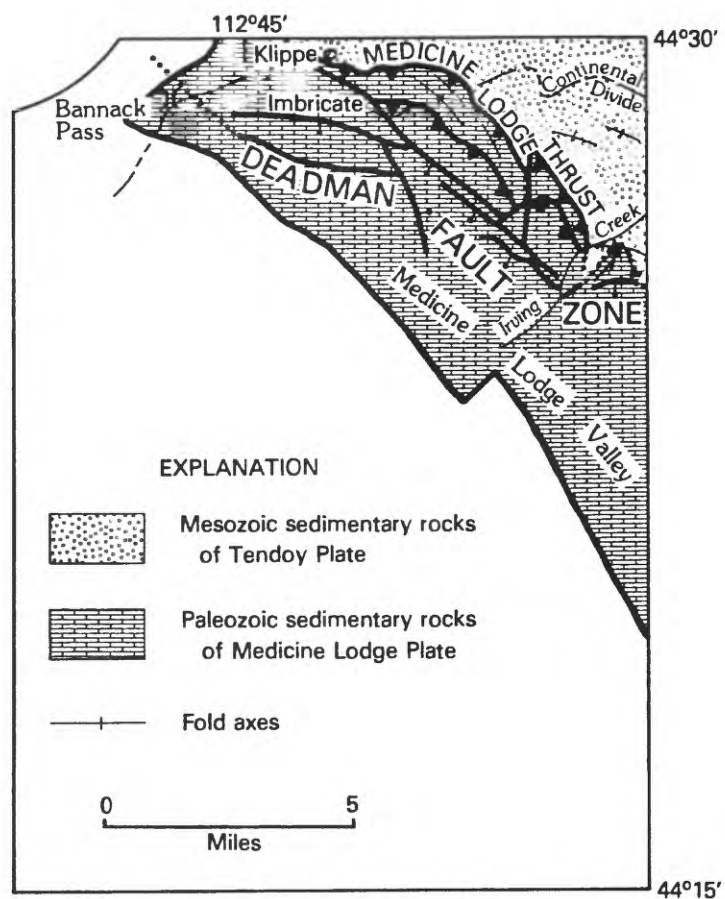 112°45'
44°30'
Klippe
MEDICINE LODGE THRUST
Continental
Divide
Bannack
Pass
Imbricate
DEADMAN FAULT ZONE
Creek
Irving
Medicine Lodge Valley
EXPLANATION
Mesozoic sedimentary rocks
of Tendoy Plate
Paleozoic sedimentary rocks
of Medicine Lodge Plate
Fold axes
0 5
Miles
44°15'